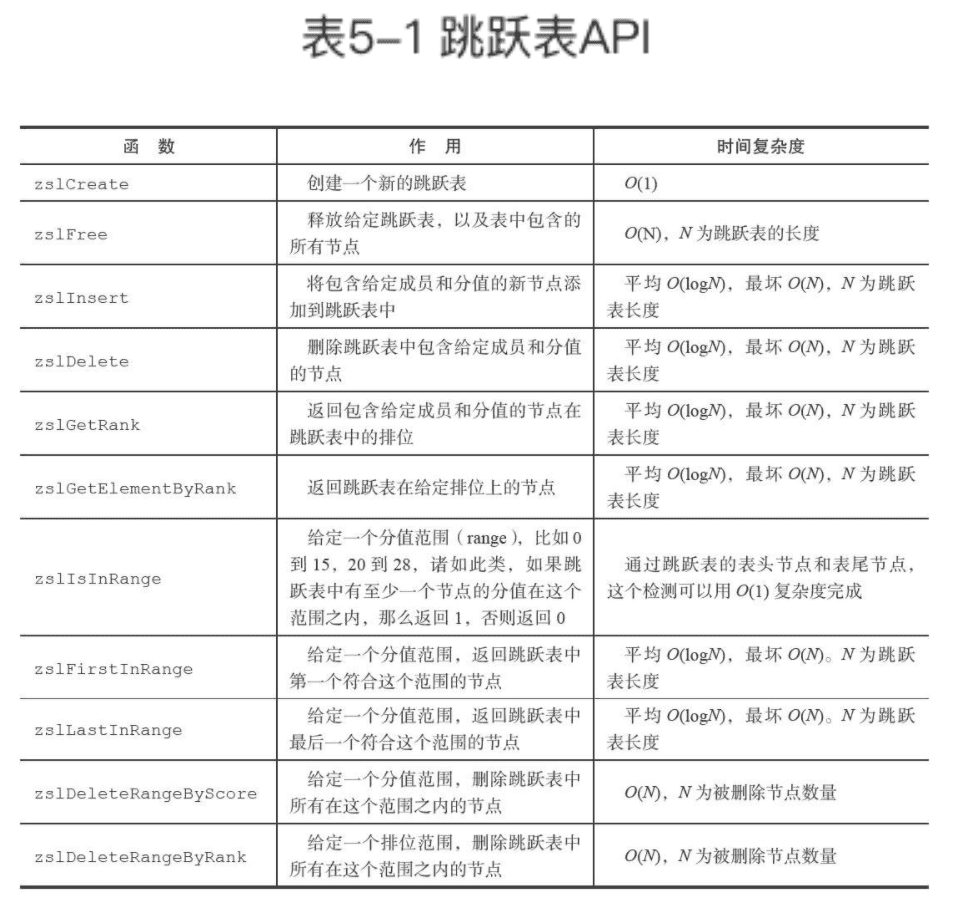 表5-1 跳跃表API
函 数 作 用 时间复杂度
zslCreate 创建一个新的跳跃表 O(1)
释放给定跳跃表，以及表中包含的
zslFree O(N)，N 为跳跃表的长度
所有节点
将包含给定成员和分值的新节点添 平均 O(logN)，最坏 O(N)，N 为跳跃
zslInsert
加到跳跃表中 表长度
删除跳跃表中包含给定成员和分值 平均 O(logN)，最坏 O(N)，N 为跳跃
zslDelete
的节点 表长度
返回包含给定成员和分值的节点在 平均 O(logN)，最坏 O(N)，N 为跳跃
zslGetRank
跳跃表中的排位 表长度
平均 O(logN)，最坏 O(N)，N 为跳跃
zslGetElementByRank 返回跳跃表在给定排位上的节点
表长度
给定一个分值范围（range），比如 0
到 15，20 到 28，诸如此类，如果跳 通过跳跃表的表头节点和表尾节点，
zslIsInRange
跃表中有至少一个节点的分值在这个 这个检测可以用 O(1) 复杂度完成
范围之内，那么返回 1，否则返回 0
给定一个分值范围，返回跳跃表中 平均 O(logN)，最坏 O(N)。N 为跳跃
zslFirstInRange
第一个符合这个范围的节点 表长度
给定一个分值范围，返回跳跃表中 平均 O(logN)，最坏 O(N)。N 为跳跃
zslLastInRange
最后一个符合这个范围的节点 表长度
给定一个分值范围，删除跳跃表中
zslDeleteRangeByScore O(N)，N 为被删除节点数量
所有在这个范围之内的节点
给定一个排位范围，删除跳跃表中
zslDeleteRangeByRank O(N)，N 为被删除节点数量
所有在这个范围之内的节点